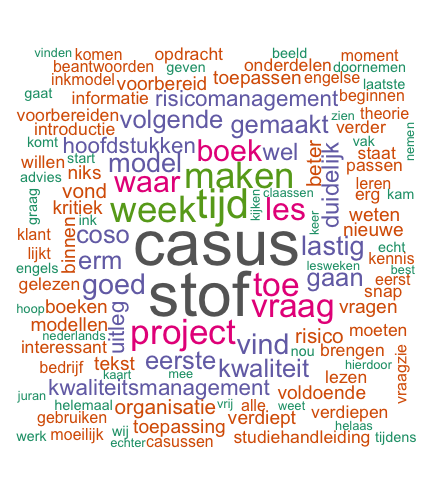 vinden komen opdracht beeld moment
beantwoorden geven onderdelen doornemen
inkmodel voorbereid toepassen engelse laatste
gaat informatie risicomanagement beginnen
voorbereiden volgende gemaakt zien theorie
introductie hoofdstukken duidelijk verder nemen
komt willen start model boek wel beter vak staat
advies niks waar maken passen
graag vond week tijd kijken claassen les leren erg kam
kritiek ink keer weten
klant binnen coso casus lastig nieuwe echt
lijkt erm lesweken gaan kennis
engels goed stof toe eerst best
gelezen snap
hoop boeken uitleg project vraag vragen
modellen nederlands vind nou risico moeten
interessant tekst eerste brengen hierdoor
bedrijf kaart mee kwaliteit lezen vraagzie
juran kwaliteitsmanagement voldoende
helemaal organisatie vrij alle weet verdiepen
gebruiken toepassing verdiept helaas
werk moeilijk wij echter casussen studiehandleiding tijdens